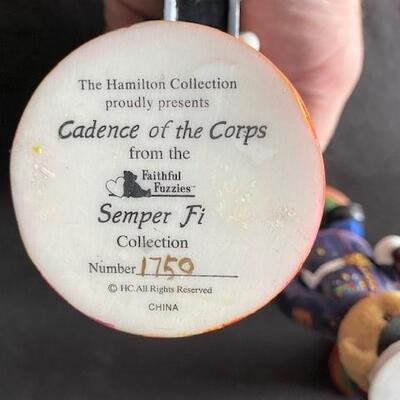 The Hamilton Collection
proudly presents
Cadence of the Corps
from the
Faithful
Fuzzies™
Semper Fi
Collection
Number 1750
© HC. All Rights Reserved
CHINA